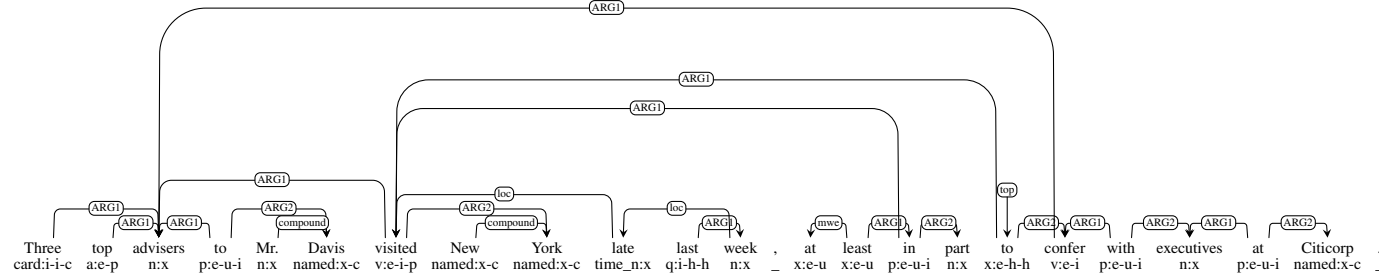 ARG1
ARG1
ARG1
ARG1
loc
top
ARG1 ARG2 ARG2 loc
ARG1 ARG1 compound compound ARG1 mwe ARG1 ARG2 ARG2 ARG1 ARG2 ARG1 ARG2
Three top advisers to Mr. Davis visited New York late last week , at least in part to confer with executives at Citicorp .
card:i-i-c a:e-p n:x p:e-u-i n:x named:x-c v:e-i-p named:x-c named:x-c time_n:x q:i-h-h n:x _ x:e-u x:e-u p:e-u-i n:x x:e-h-h v:e-i p:e-u-i n:x p:e-u-i named:x-c _